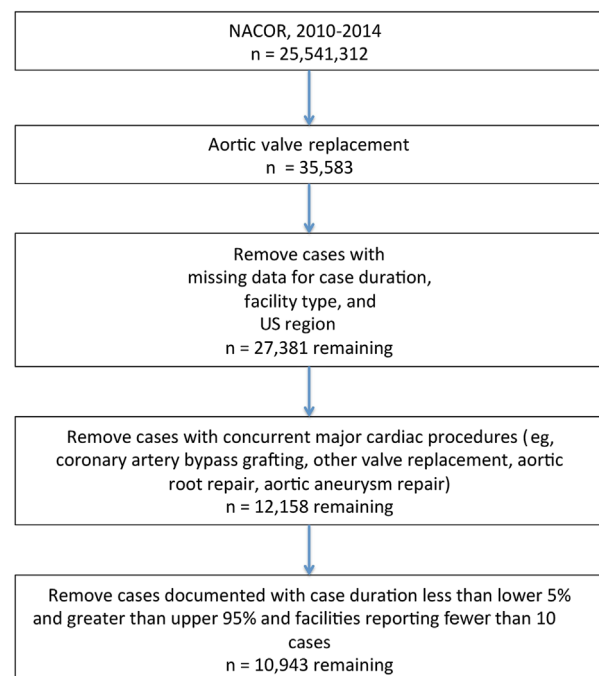 NACOR, 2010-2014
n = 25,541,312
Aortic valve replacement
n = 35,583
Remove cases with
missing data for case duration,
facility type, and
US region
n = 27,381 remaining
Remove cases with concurrent major cardiac procedures (eg,
coronary artery bypass grafting, other valve replacement, aortic
root repair, aortic aneurysm repair)
n = 12,158 remaining
Remove cases documented with case duration less than lower 5%
and greater than upper 95% and facilities reporting fewer than 10
cases
n = 10,943 remaining